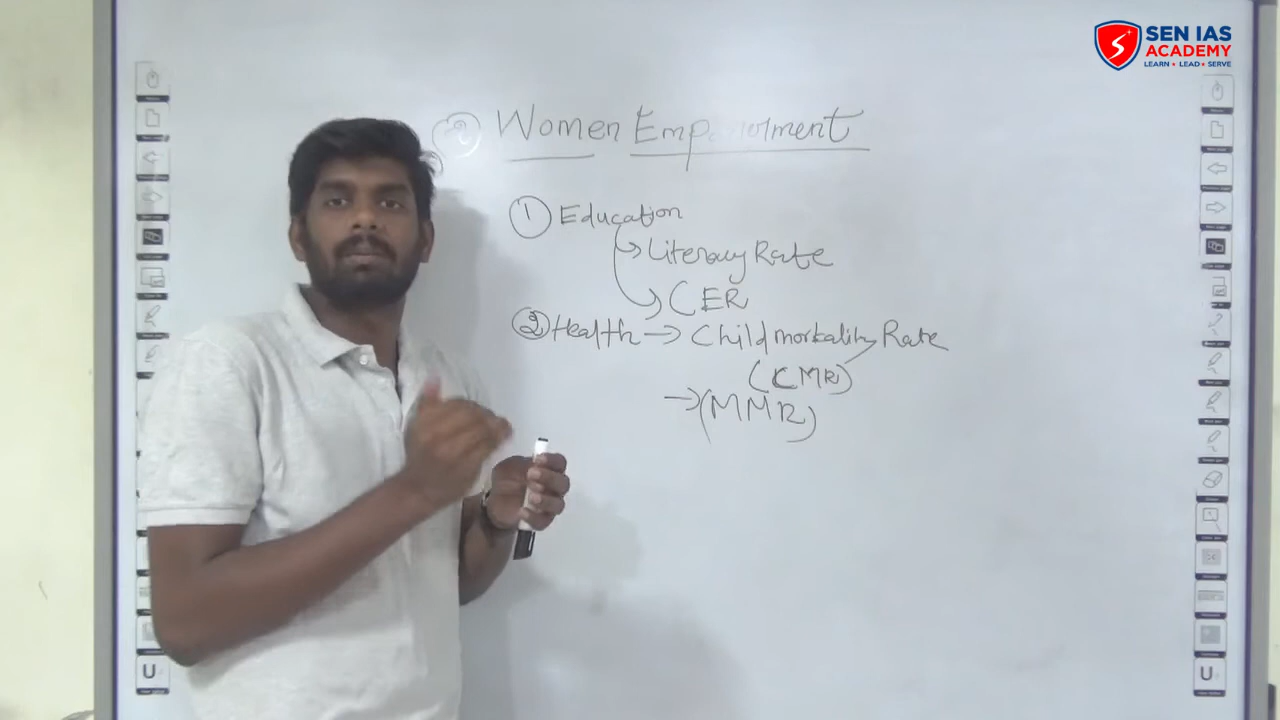 SEN IAS
ACADEMY
LEARN ★ LEAD ★ SERVE
Women Empowerment
① Education
→ Literacy Rate
→ CER
② Health → Child mortality Rate
(CMR)
→ (MMR)
U
U